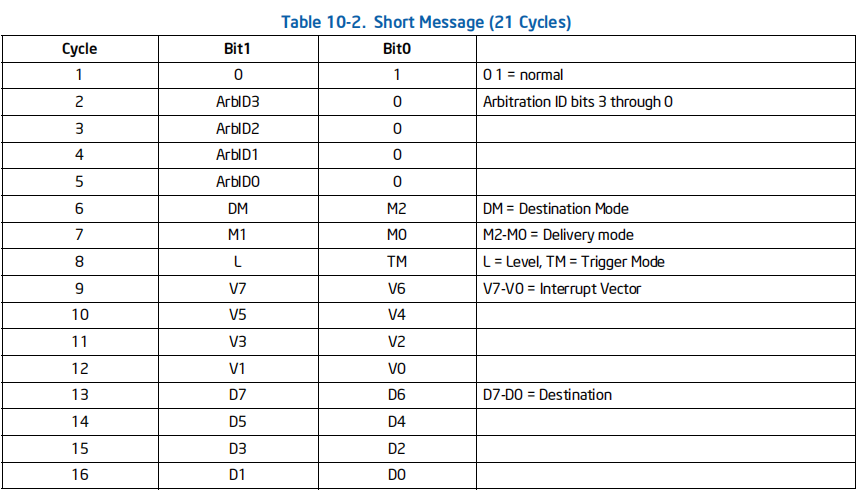 Table 10-2. Short Message (21 Cycles)
Cycle Bit1 Bit0
1 0 1 0 1 = normal
2 ArbID3 0 Arbitration ID bits 3 through 0
3 ArbID2 0
4 ArbID1 0
5 ArbID0 0
6 DM M2 DM = Destination Mode
7 M1 M0 M2-M0 = Delivery mode
8 L TM L = Level, TM = Trigger Mode
9 V7 V6 V7-V0 = Interrupt Vector
10 V5 V4
11 V3 V2
12 V1 V0
13 D7 D6 D7-D0 = Destination
14 D5 D4
15 D3 D2
16 D1 D0